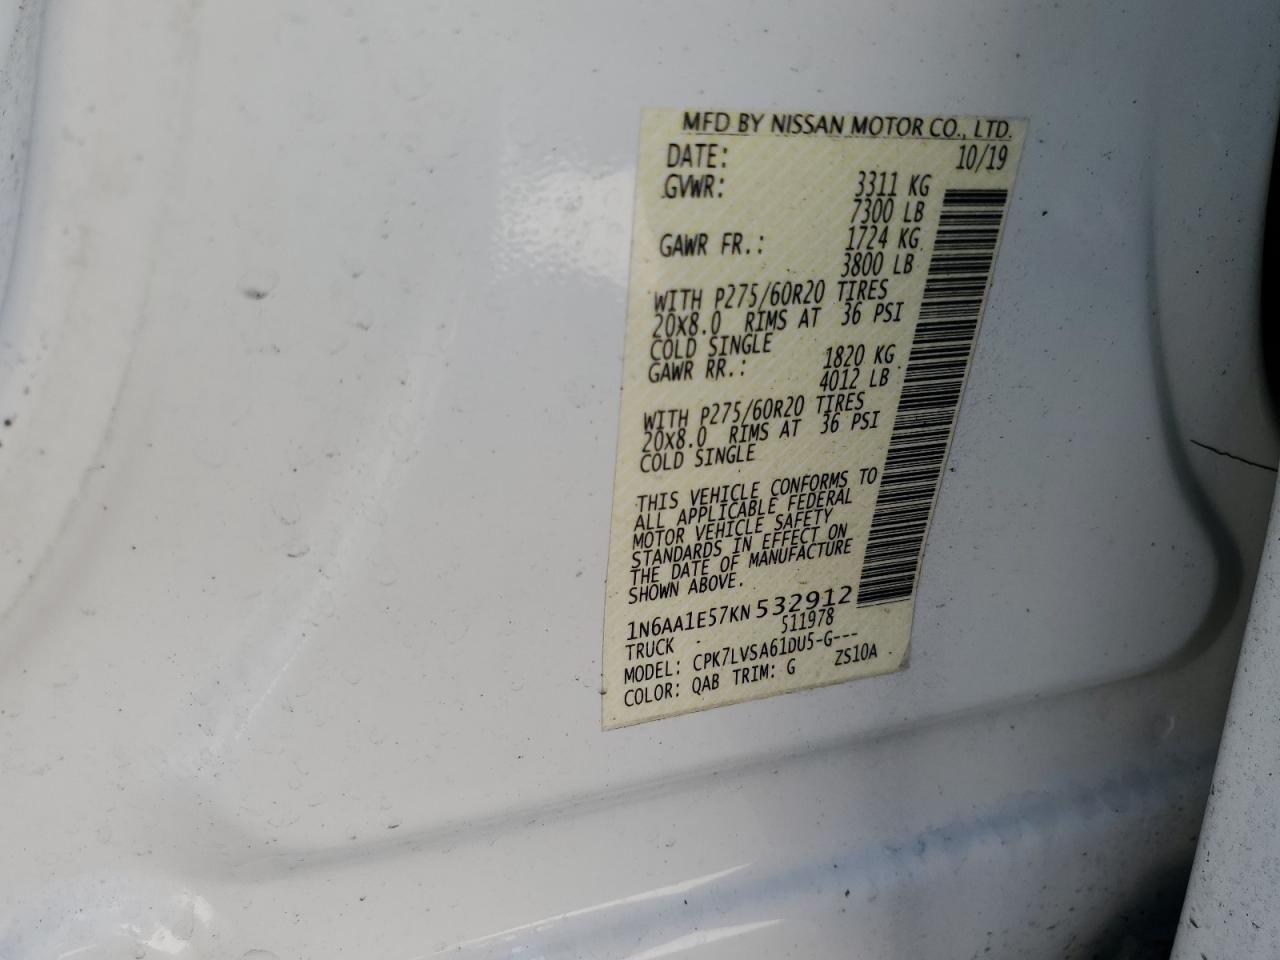 MFD BY NISSAN MOTOR CO., LTD.
DATE: 10/19
GVWR: 3311 KG
7300 LB
GAWR FR.: 1724 KG
3800 LB
WITH P275/60R20 TIRES
20x8.0 RIMS AT 36 PSI
COLD SINGLE
GAWR RR.: 1820 KG
4012 LB
WITH P275/60R20 TIRES
20x8.0 RIMS AT 36 PSI
COLD SINGLE
THIS VEHICLE CONFORMS TO
ALL APPLICABLE FEDERAL
MOTOR VEHICLE SAFETY
STANDARDS IN EFFECT ON
THE DATE OF MANUFACTURE
SHOWN ABOVE.
1N6AA1E57KN532912
TRUCK 511978
MODEL: CPK7LVSA61DU5-G---
COLOR: QAB TRIM: G ZS10A